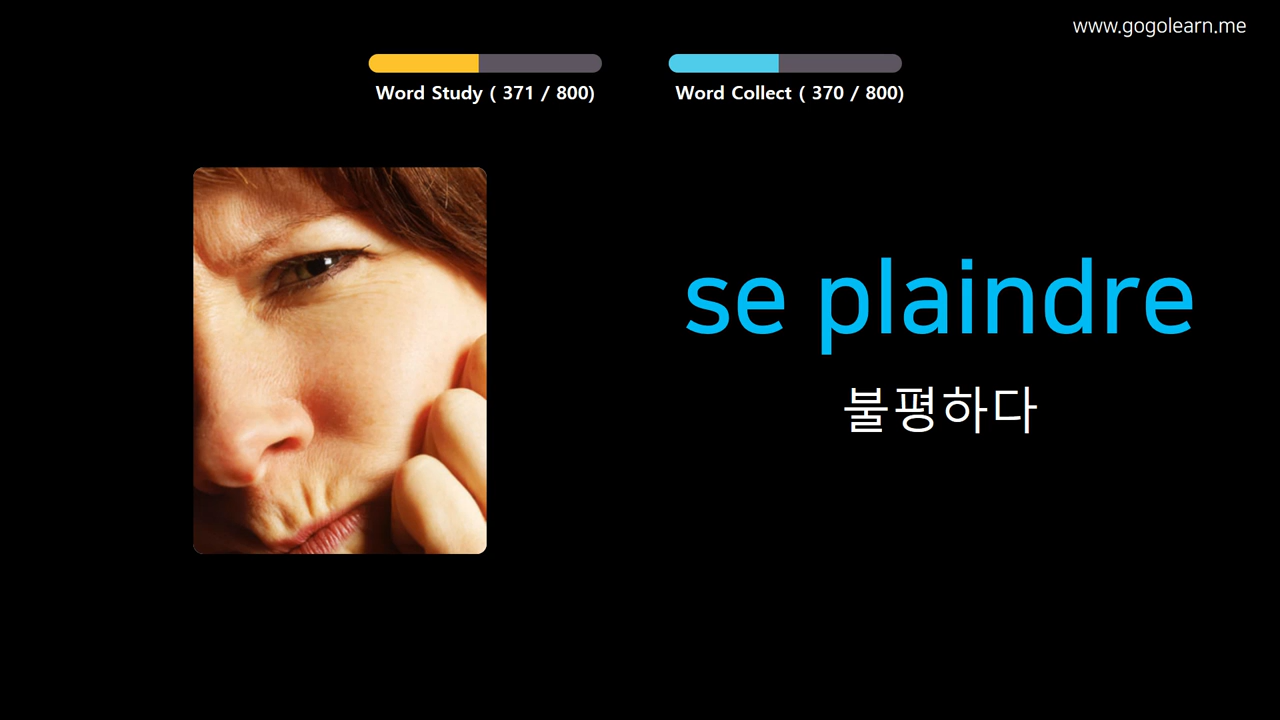 www.gogolearn.me
Word Study ( 371 / 800)
Word Collect ( 370 / 800)
se plaindre
불평하다